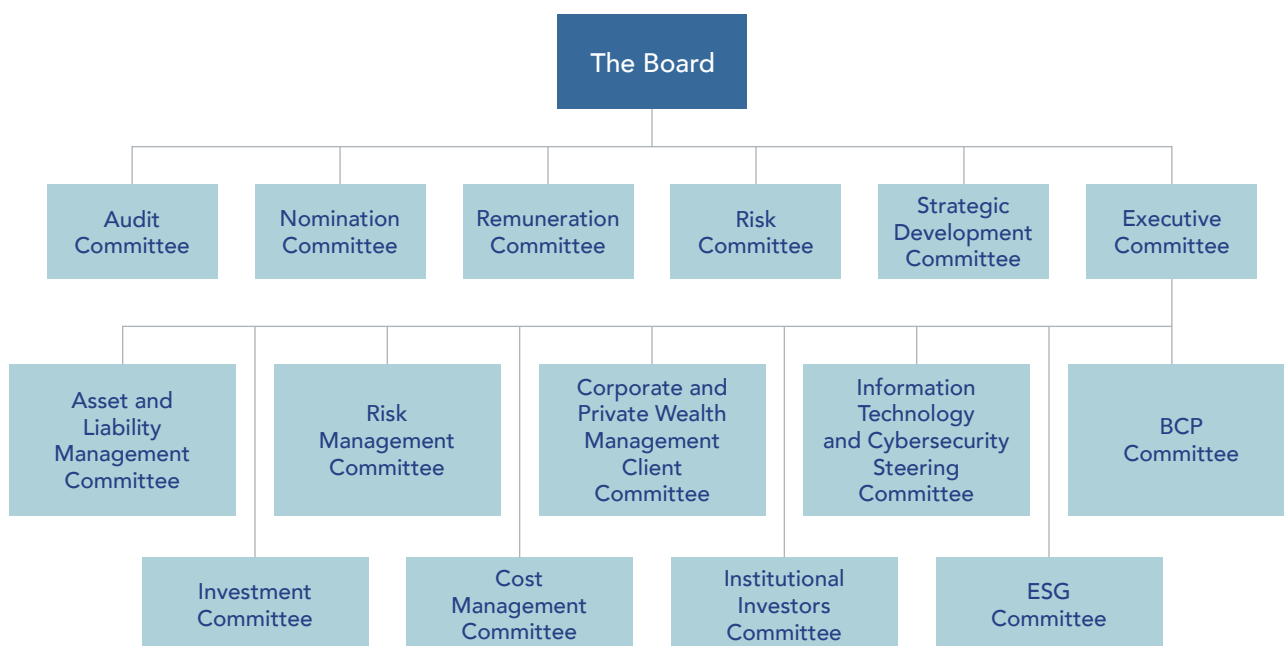 The Board
Audit
Committee
Nomination
Committee
Remuneration
Committee
Risk
Committee
Strategic
Development
Committee
Executive
Committee
Asset and
Liability
Management
Committee
Risk
Management
Committee
Corporate and
Private Wealth
Management
Client
Committee
Information
Technology
and Cybersecurity
Steering
Committee
BCP
Committee
Investment
Committee
Cost
Management
Committee
Institutional
Investors
Committee
ESG
Committee